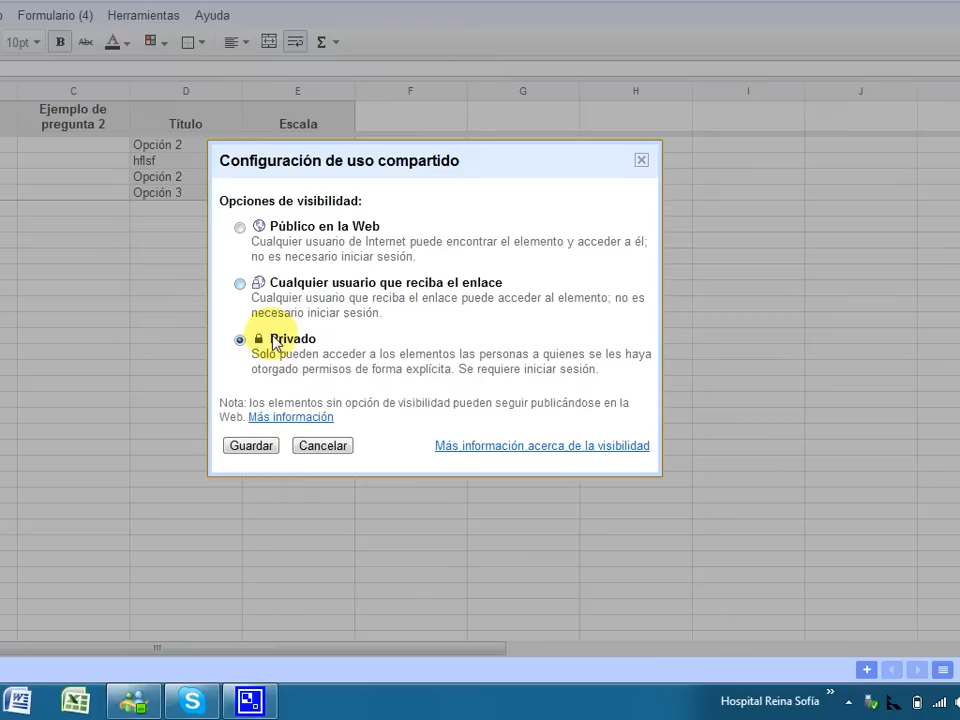 Formulario (4) Herramientas Ayuda
10pt B Abc A Σ
C D E F G H I J
Ejemplo de
pregunta 2 Título Escala
Opción 2
hflsf
Opción 2
Opción 3
Configuración de uso compartido
Opciones de visibilidad:
Público en la Web
Cualquier usuario de Internet puede encontrar el elemento y acceder a él;
no es necesario iniciar sesión.
Cualquier usuario que reciba el enlace
Cualquier usuario que reciba el enlace puede acceder al elemento; no es
necesario iniciar sesión.
Privado
Solo pueden acceder a los elementos las personas a quienes se les haya
otorgado permisos de forma explícita. Se requiere iniciar sesión.
Nota: los elementos sin opción de visibilidad pueden seguir publicándose en la
Web. Más información
Guardar Cancelar Más información acerca de la visibilidad
Hospital Reina Sofía